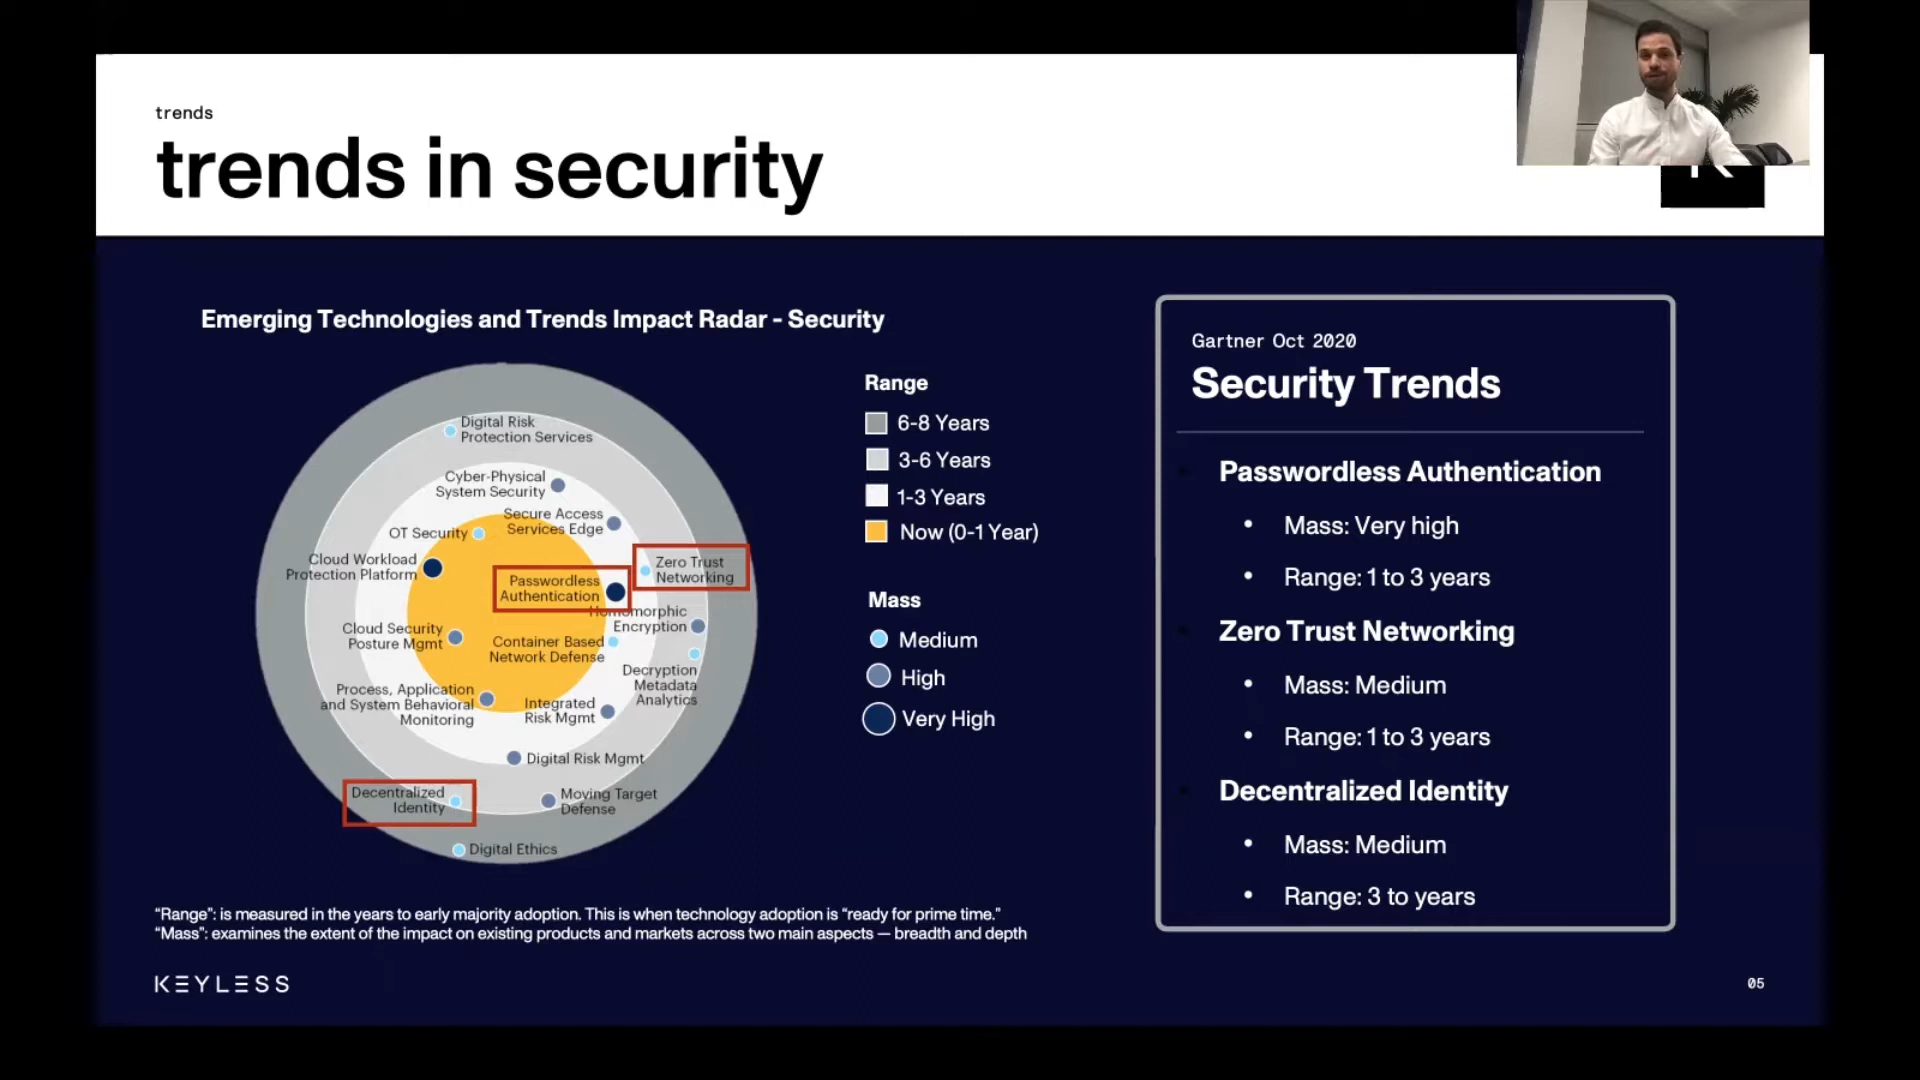 trends
trends in security
Emerging Technologies and Trends Impact Radar - Security
Digital Risk
Protection Services
Cyber-Physical
System Security
Secure Access
Services Edge
OT Security
Cloud Workload
Protection Platform
Zero Trust
Networking
Passwordless
Authentication
Homomorphic
Encryption
Cloud Security
Posture Mgmt
Container Based
Network Defense
Decryption
Metadata
Analytics
Process, Application
and System Behavioral
Monitoring
Integrated
Risk Mgmt
Digital Risk Mgmt
Decentralized
Identity
Moving Target
Defense
Digital Ethics
Range
6-8 Years
3-6 Years
1-3 Years
Now (0-1 Year)
Mass
Medium
High
Very High
Gartner Oct 2020
Security Trends
Passwordless Authentication
• Mass: Very high
• Range: 1 to 3 years
Zero Trust Networking
• Mass: Medium
• Range: 1 to 3 years
Decentralized Identity
• Mass: Medium
• Range: 3 to years
“Range”: is measured in the years to early majority adoption. This is when technology adoption is “ready for prime time.”
“Mass”: examines the extent of the impact on existing products and markets across two main aspects — breadth and depth
KEYLESS
05